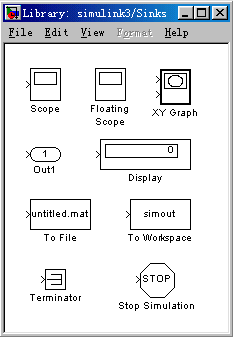 Library: simulink3/Sinks
File Edit View Format Help
Scope
Floating
Scope
XY Graph
1
Out1
0
Display
untitled.mat
To File
simout
To Workspace
Terminator
STOP
Stop Simulation